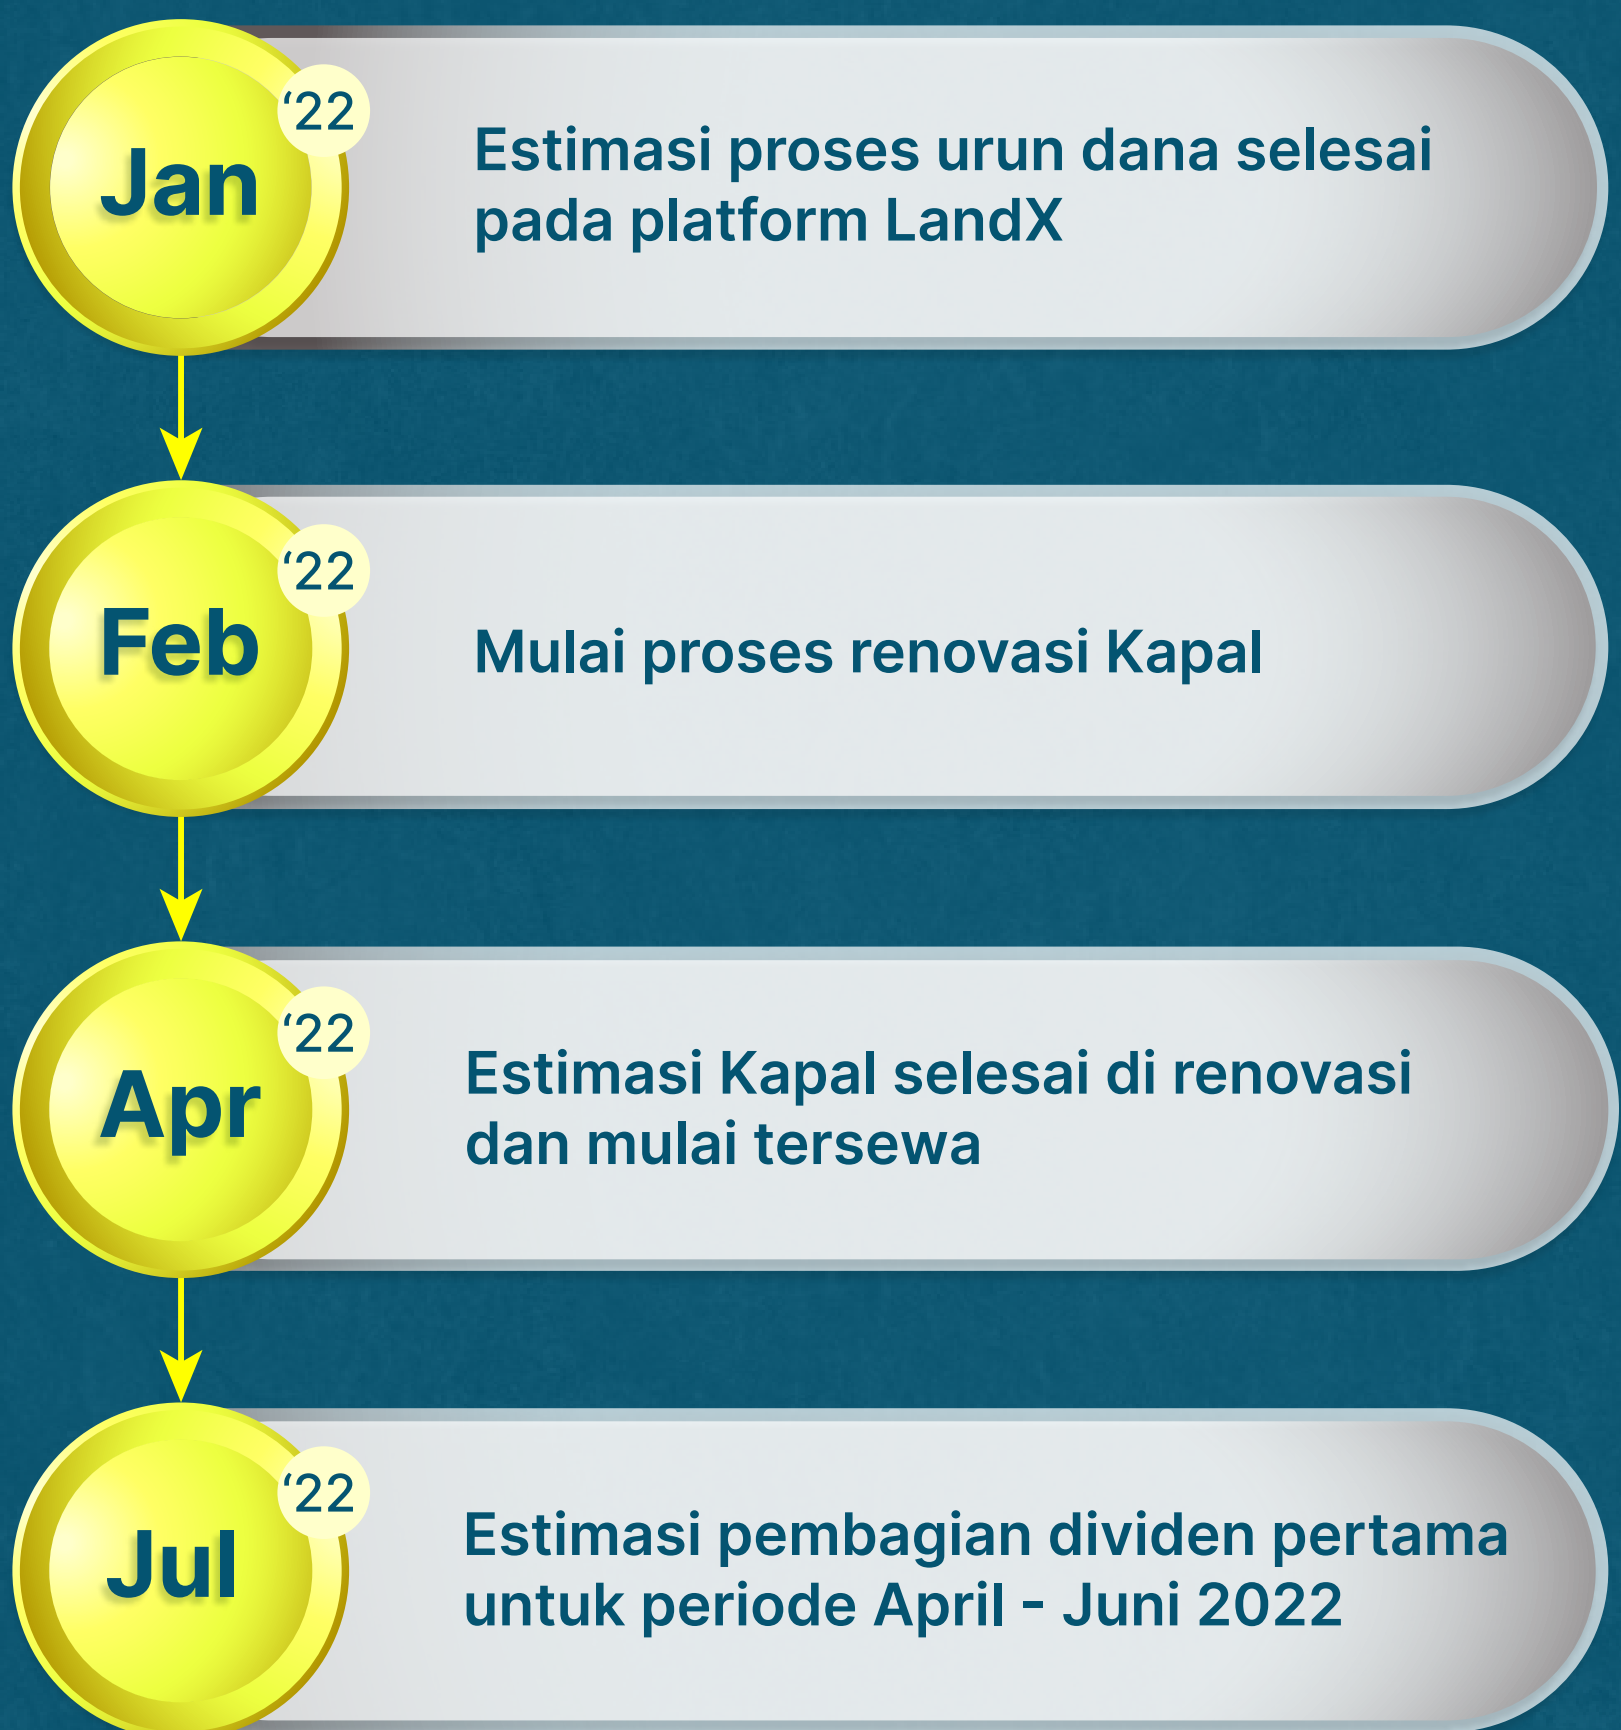 Jan
‘22
Estimasi proses urun dana selesai
pada platform LandX
Feb
‘22
Mulai proses renovasi Kapal
Apr
‘22
Estimasi Kapal selesai di renovasi
dan mulai tersewa
Jul
‘22
Estimasi pembagian dividen pertama
untuk periode April - Juni 2022